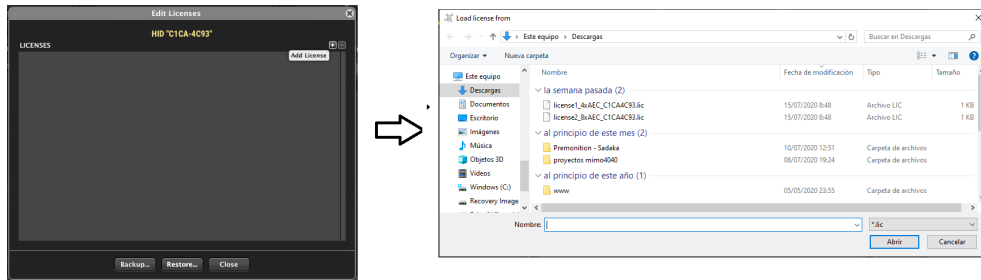 Edit Licenses
HID "C1CA-4C93"
LICENSES
Add License
Backup... Restore... Close
Load license from
Este equipo › Descargas
Buscar en Descargas
Organizar Nueva carpeta
Este equipo
Descargas
Documentos
Escritorio
Imágenes
Música
Objetos 3D
Vídeos
Windows (C:)
Recovery Image
Nombre Fecha de modificación Tipo Tamaño
la semana pasada (2)
license1_4xAEC_C1CA4C93.lic 15/07/2020 8:48 Archivo LIC 1 KB
license2_8xAEC_C1CA4C93.lic 15/07/2020 8:48 Archivo LIC 1 KB
al principio de este mes (2)
Premonition - Sadaka 10/07/2020 12:51 Carpeta de archivos
proyectos mimo4040 08/07/2020 19:24 Carpeta de archivos
al principio de este año (1)
www 05/05/2020 23:55 Carpeta de archivos
Nombre: *.lic
Abrir Cancelar